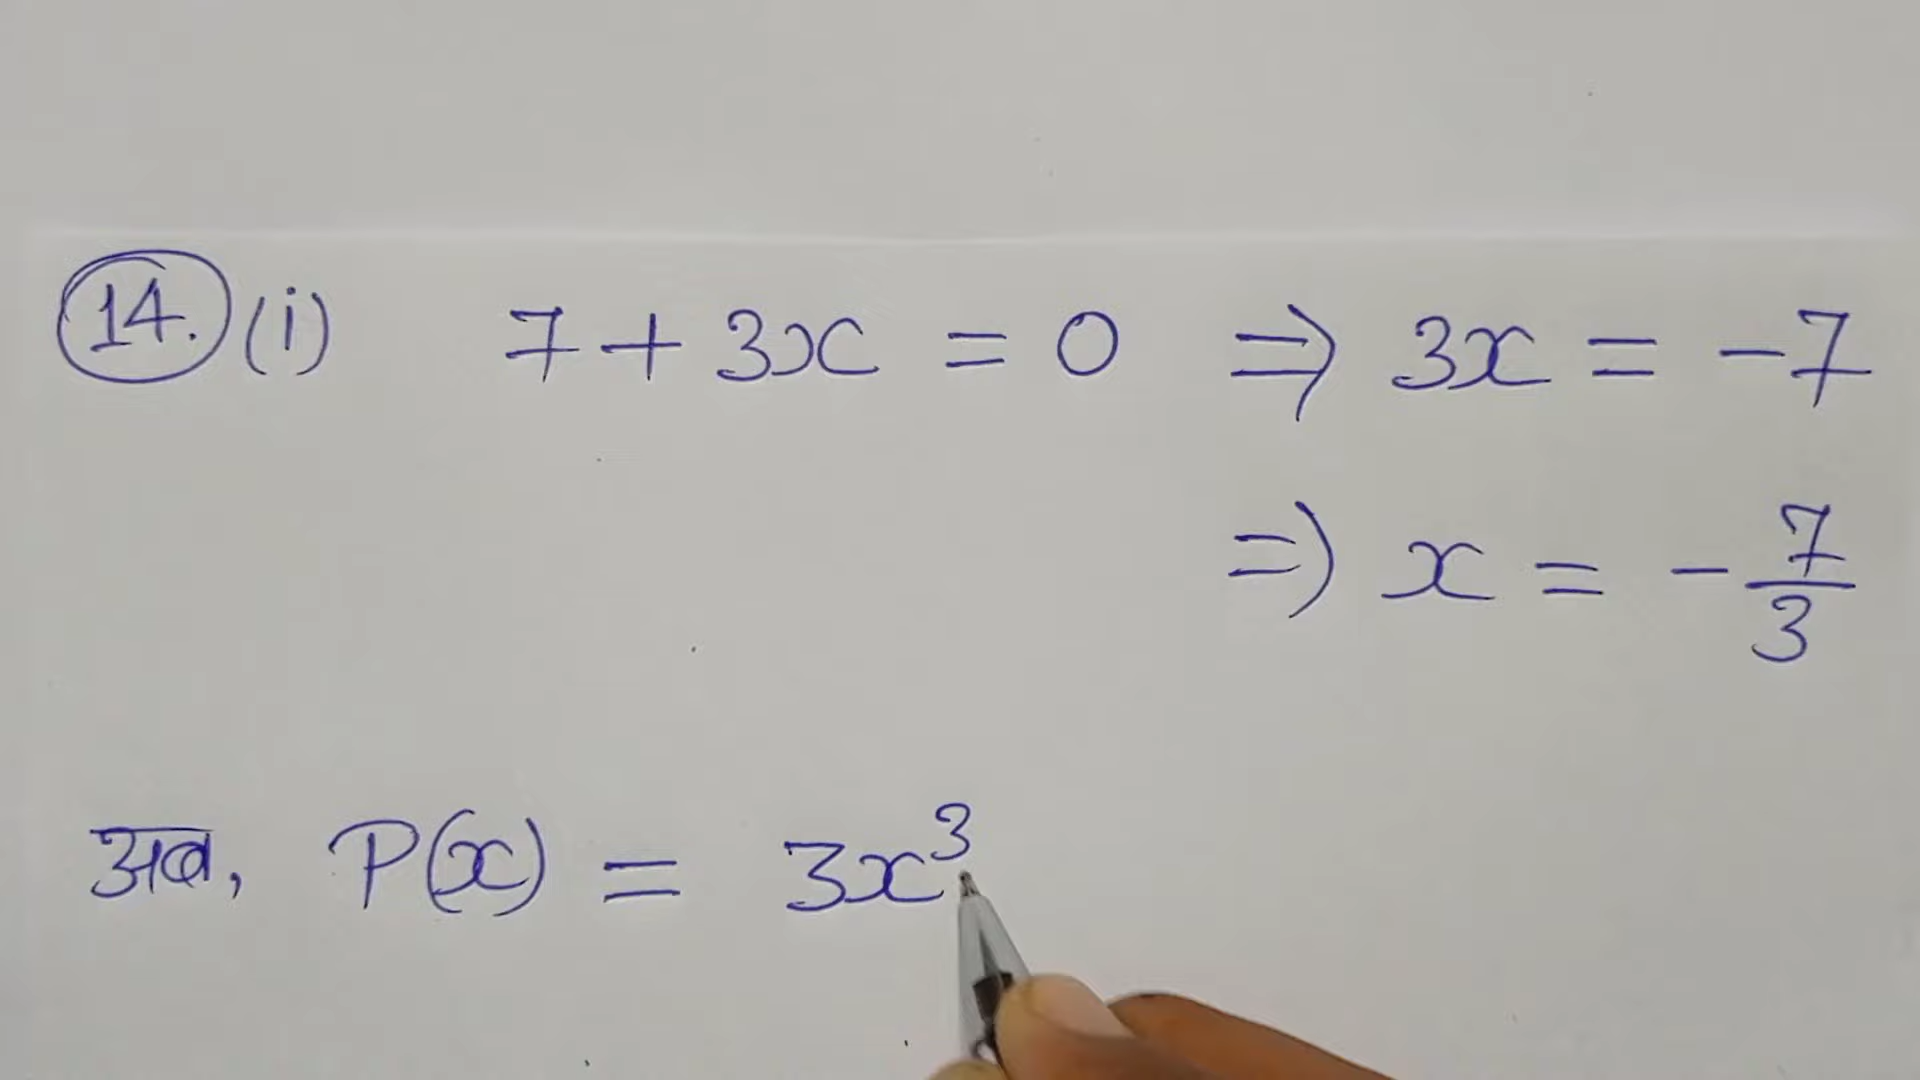 14. (i) 7 + 3x = 0 ⇒ 3x = -7
⇒ x = -7/3
अब, P(x) = 3x³